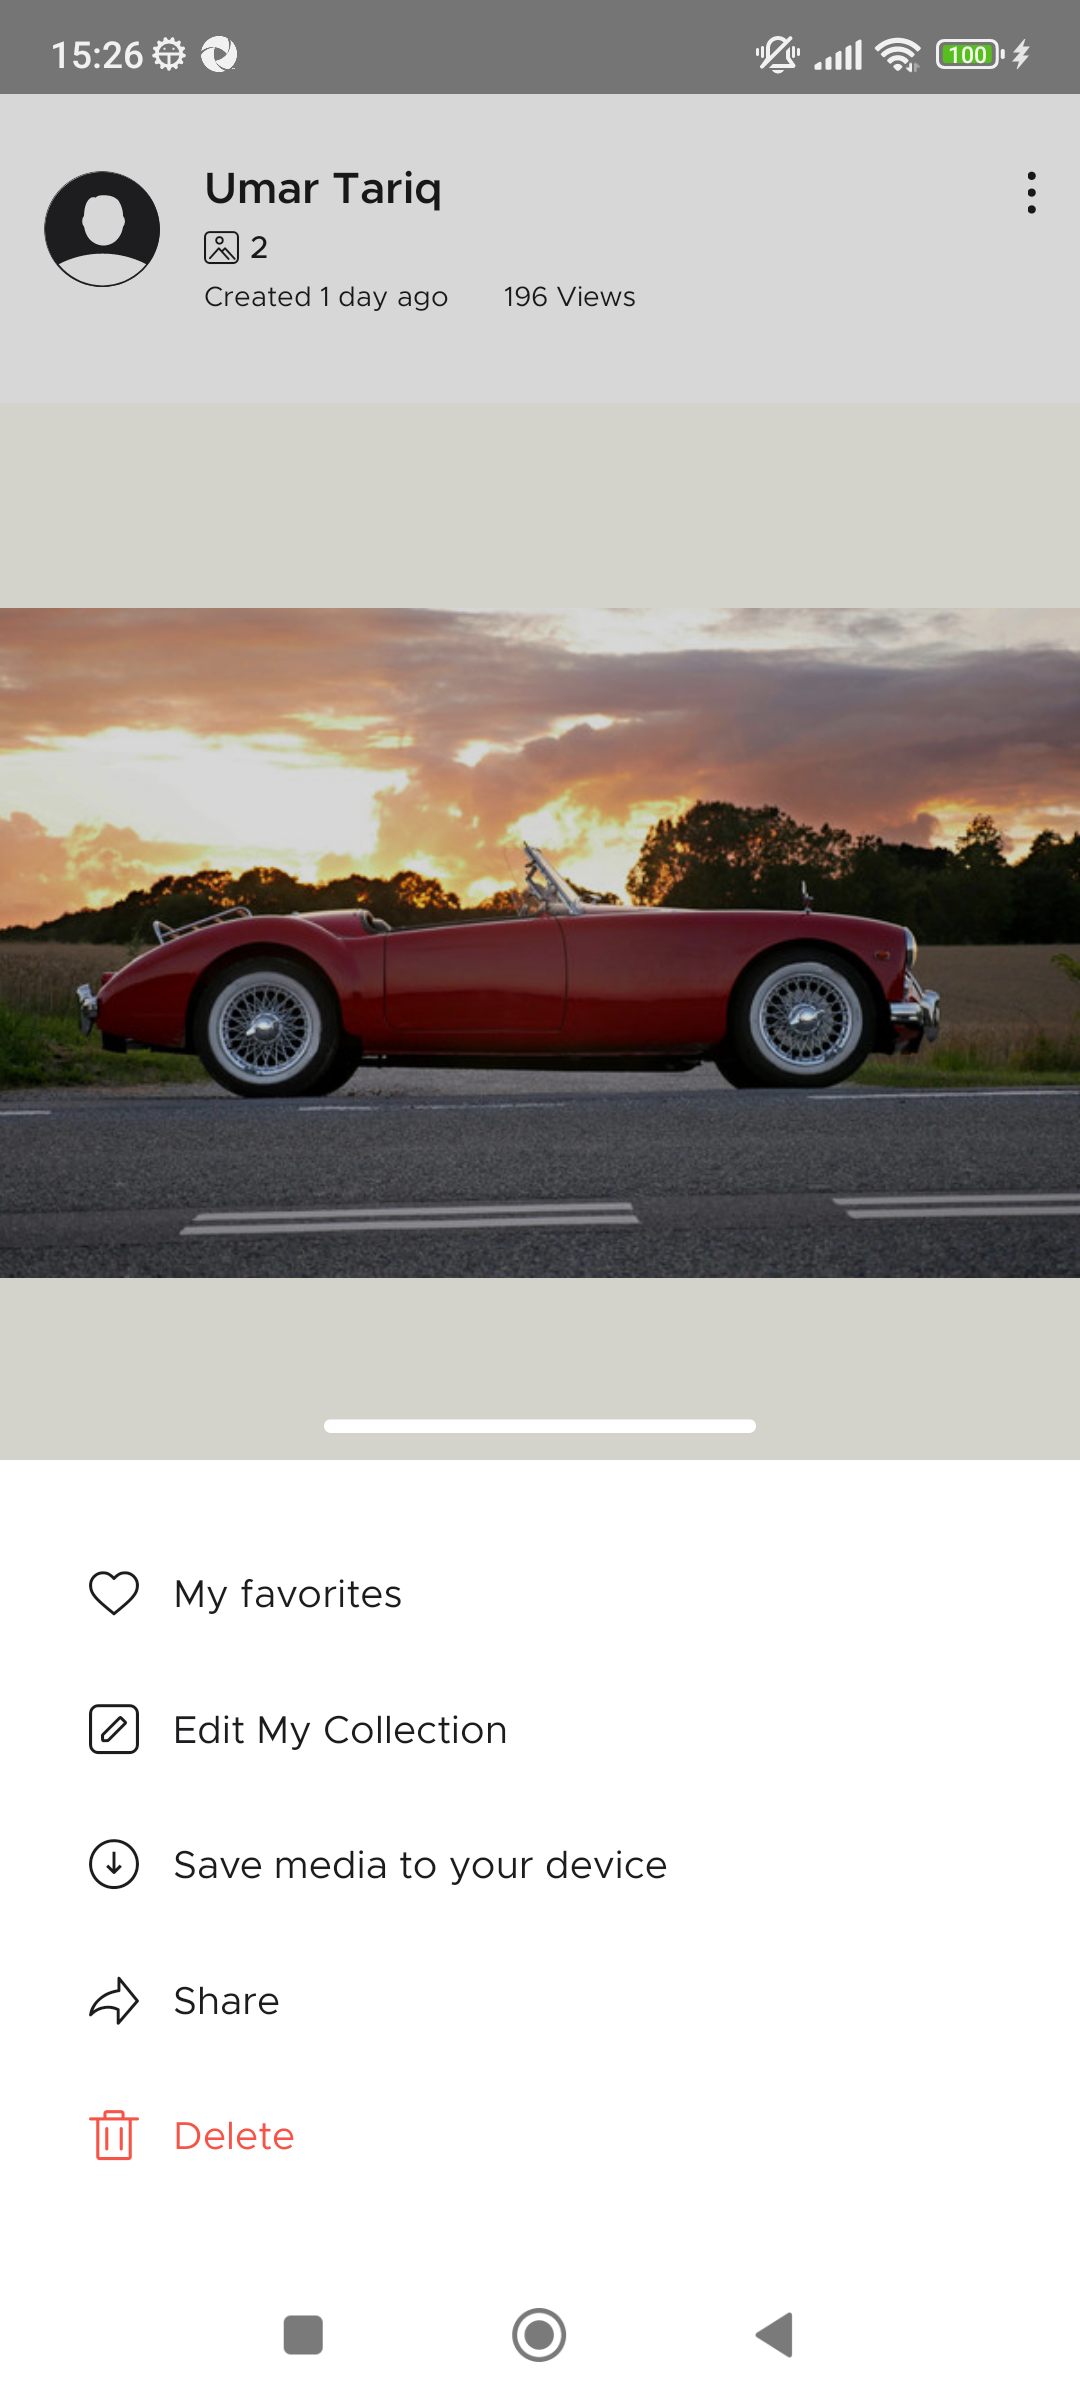 15:26
100
Umar Tariq
2
Created 1 day ago 196 Views
My favorites
Edit My Collection
Save media to your device
Share
Delete